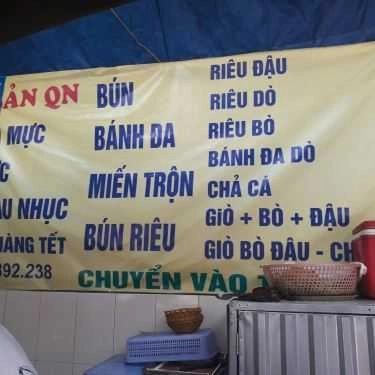 ẢN QN
MỰC
NHỤC
HÀNG TẾT
392.238
BÚN
BÁNH ĐA
MIẾN TRỘN
BÚN RIÊU
RIÊU ĐẬU
RIÊU DÒ
RIÊU BÒ
BÁNH ĐA DÒ
CHẢ CÁ
GIÒ + BÒ + ĐẬU
GIÒ BÒ ĐẬU - CH
CHUYỂN VÀO